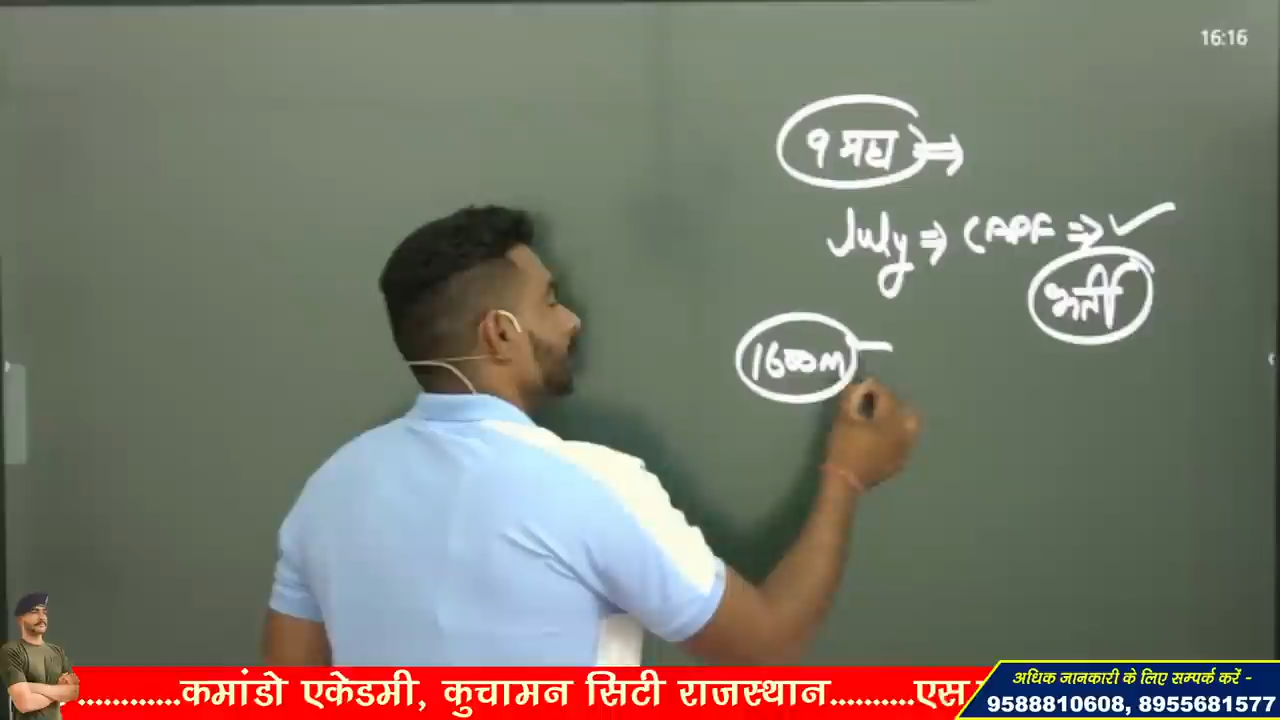 16:16
१ मई ⇒
July ⇒ CAPF ⇒ ✓
भर्ती
1600m -
............कमांडो एकेडमी, कुचामन सिटी राजस्थान..........एस
अधिक जानकारी के लिए सम्पर्क करें -
9588810608, 8955681577